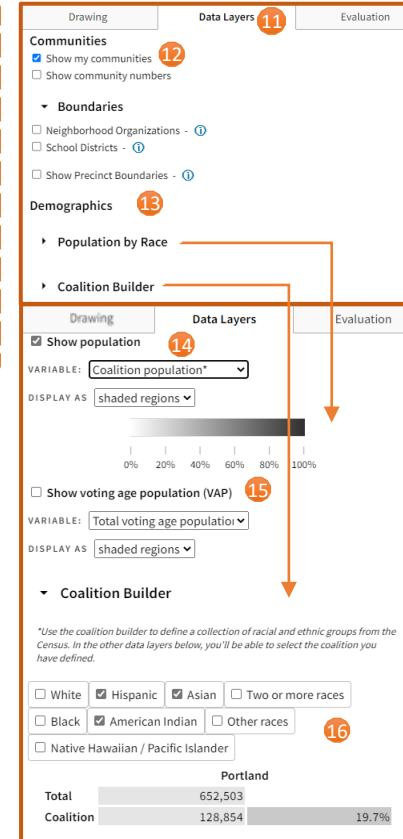 Drawing Data Layers 11 Evaluation
Communities
Show my communities 12
Show community numbers
Boundaries
Neighborhood Organizations -
School Districts -
Show Precinct Boundaries -
Demographics 13
Population by Race
Coalition Builder
Drawing Data Layers Evaluation
Show population 14
VARIABLE: Coalition population*
DISPLAY AS shaded regions
0% 20% 40% 60% 80% 100%
Show voting age population (VAP) 15
VARIABLE: Total voting age population
DISPLAY AS shaded regions
Coalition Builder
*Use the coalition builder to define a collection of racial and ethnic groups from the
Census. In the other data layers below, you'll be able to select the coalition you
have defined.
White Hispanic Asian Two or more races
Black American Indian Other races 16
Native Hawaiian / Pacific Islander
Portland
Total 652,503
Coalition 128,854 19.7%